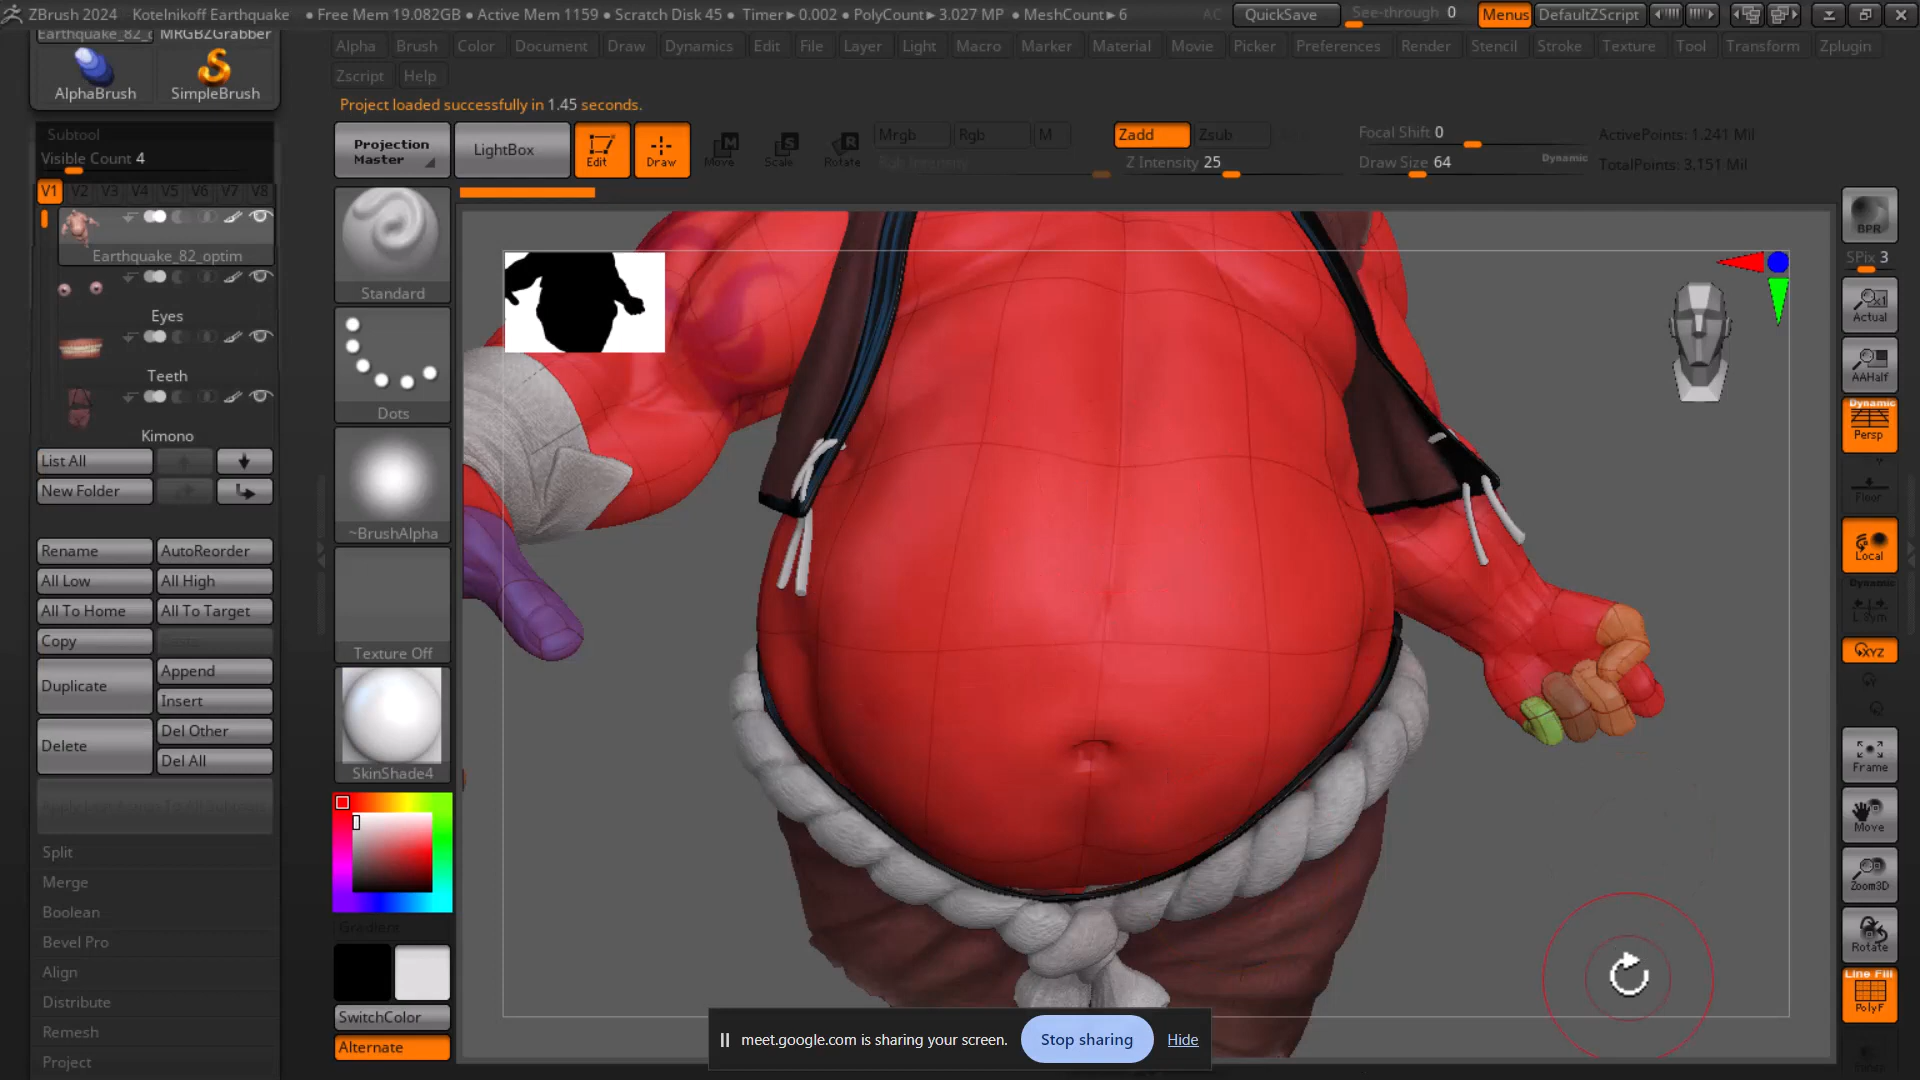 ZBrush 2024 Kotelnikoff Earthquake ● Free Mem 19.082GB ● Active Mem 1159 ● Scratch Disk 45 ● Timer►0.002 ● PolyCount►3.027 MP ● MeshCount►6 AC QuickSave See-through 0 Menus DefaultZScript
MRGBZGrabber
AlphaBrush SimpleBrush
Alpha Brush Color Document Draw Dynamics Edit File Layer Light Macro Marker Material Movie Picker Preferences Render Stencil Stroke Texture Tool Transform Zplugin
Zscript Help
Project loaded successfully in 1.45 seconds.
Projection Master LightBox Edit Draw Move Scale Rotate
Mrgb Rgb M Zadd Zsub Focal Shift 0 ActivePoints: 1.241 Mil
Rgb Intensity Z Intensity 25 Draw Size 64 Dynamic TotalPoints: 3.151 Mil
Subtool
Visible Count 4
V1 V2 V3 V4 V5 V6 V7 V8
Earthquake_82_optim
Eyes
Teeth
Kimono
List All
New Folder
Rename AutoReorder
All Low All High
All To Home All To Target
Copy
Duplicate Append
Insert
Delete Del Other
Del All
Split
Merge
Boolean
Bevel Pro
Align
Distribute
Remesh
Project
Standard
Dots
~BrushAlpha
Texture Off
SkinShade4
Gradient
SwitchColor
Alternate
BPR
SPix 3
Actual
AAHalf
Dynamic
Persp
Floor
Local
Dynamic
L.Sym
XYZ
Frame
Move
Zoom3D
Rotate
Line Fill
PolyF
meet.google.com is sharing your screen. Stop sharing Hide